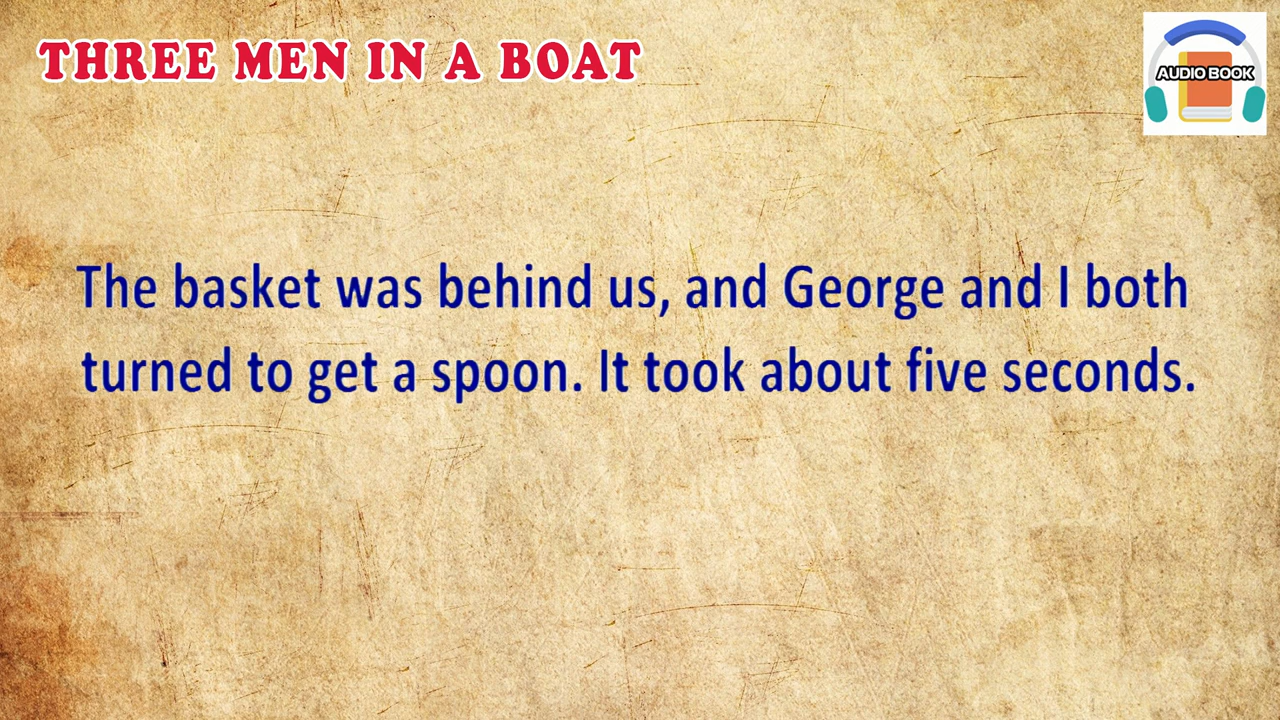 THREE MEN IN A BOAT
AUDIO BOOK
The basket was behind us, and George and I both
turned to get a spoon. It took about five seconds.